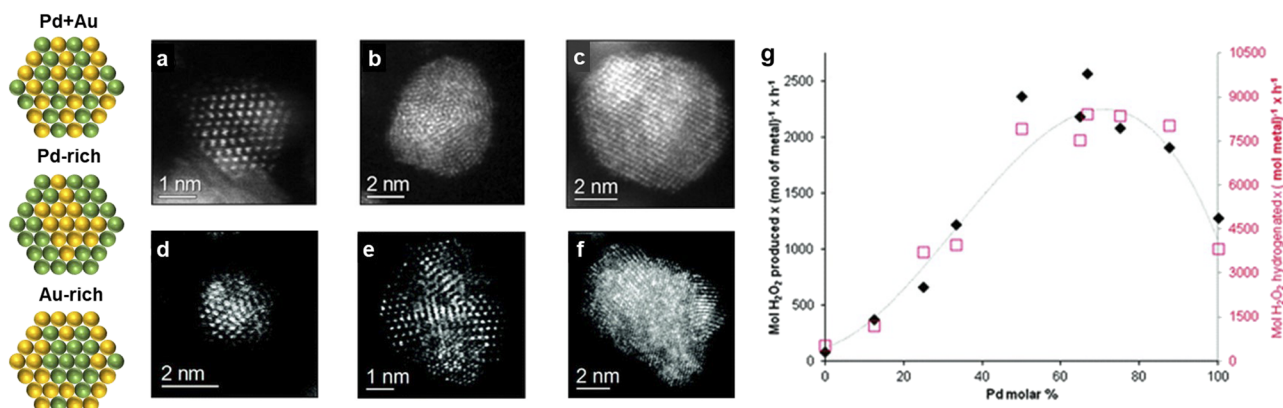 Pd+Au
Pd-rich
Au-rich
a
1 nm
b
2 nm
c
2 nm
d
2 nm
e
1 nm
f
2 nm
g
Mol H₂O₂ produced x (mol of metal)⁻¹ x h⁻¹
2500
2000
1500
1000
500
0
0
20
40
60
80
100
Pd molar %
10500
9000
7500
6000
4500
3000
1500
0
Mol H₂O₂ hydrogenated x ( mol metal)⁻¹ x h⁻¹